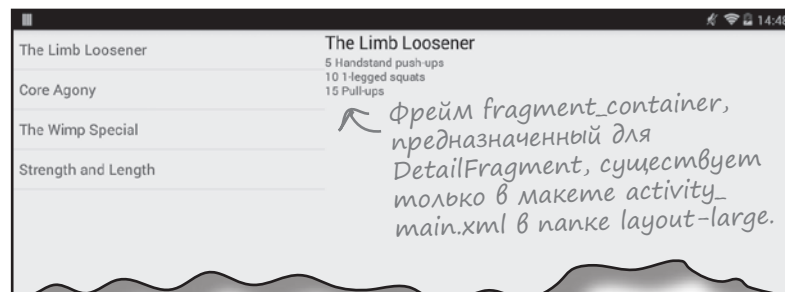 14:48
The Limb Loosener
Core Agony
The Wimp Special
Strength and Length
The Limb Loosener
5 Handstand push-ups
10 1-legged squats
15 Pull-ups
Фрейм fragment_container,
предназначенный для
DetailFragment, существует
только в макете activity_
main.xml в папке layout-large.